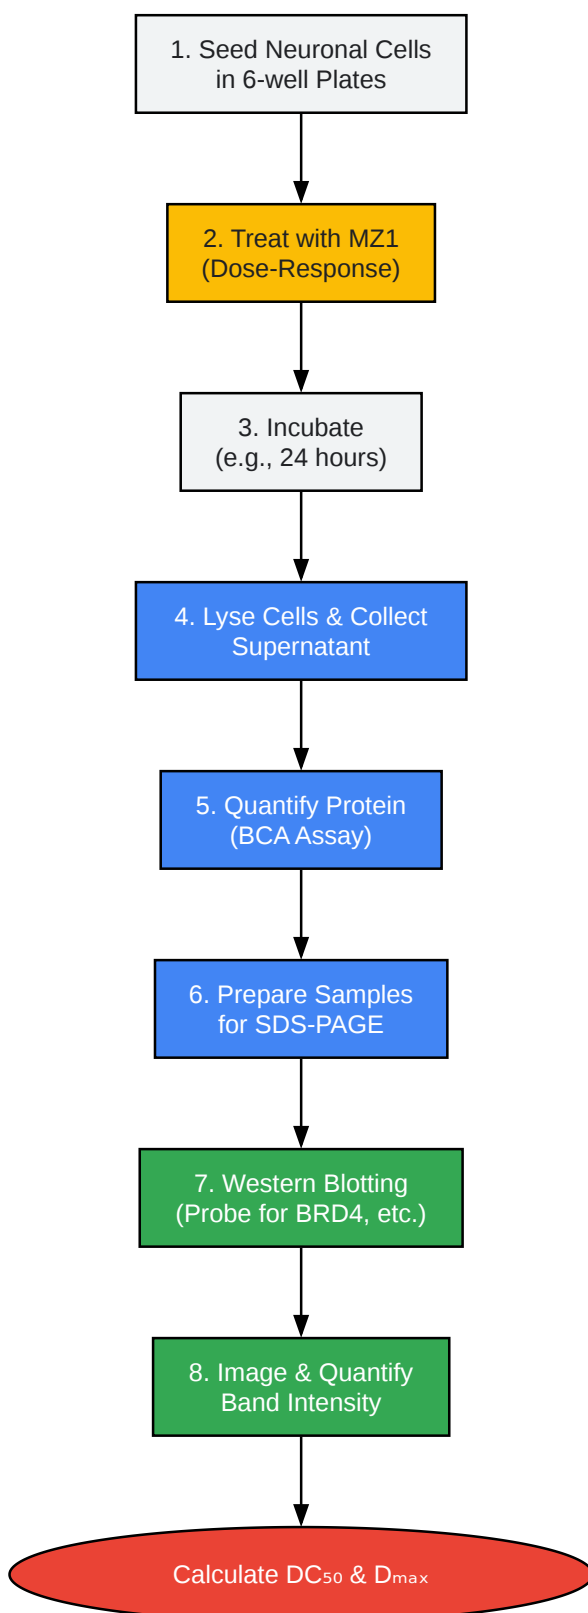 1. Seed Neuronal Cells
in 6-well Plates
2. Treat with MZ1
(Dose-Response)
3. Incubate
(e.g., 24 hours)
4. Lyse Cells & Collect
Supernatant
5. Quantify Protein
(BCA Assay)
6. Prepare Samples
for SDS-PAGE
7. Western Blotting
(Probe for BRD4, etc.)
8. Image & Quantify
Band Intensity
Calculate DC₅₀ & Dₘₐₓ